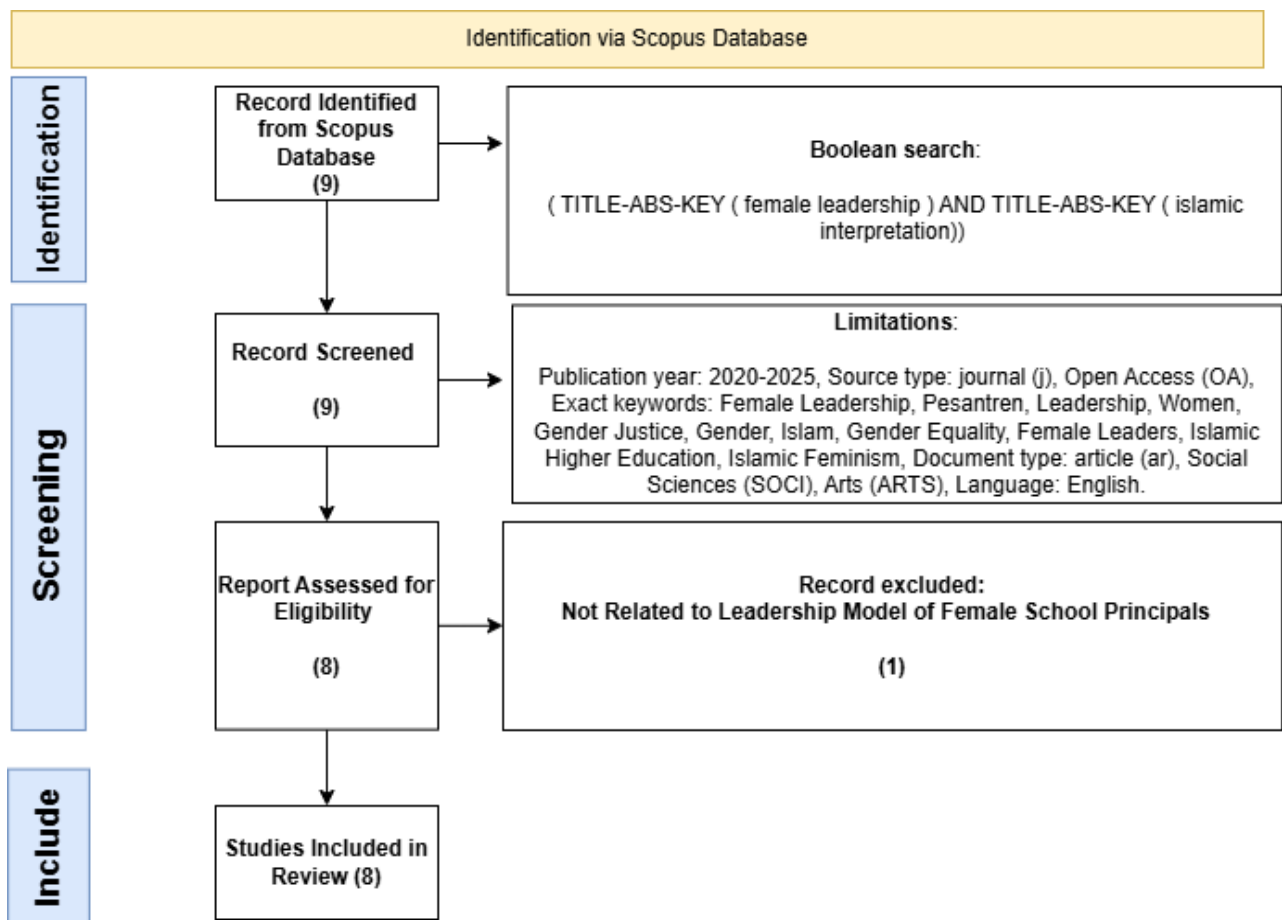 Identification via Scopus Database
Identification
Record Identified
from Scopus
Database
(9)
Boolean search:
( TITLE-ABS-KEY ( female leadership ) AND TITLE-ABS-KEY ( islamic
interpretation))
Screening
Record Screened
(9)
Limitations:
Publication year: 2020-2025, Source type: journal (j), Open Access (OA),
Exact keywords: Female Leadership, Pesantren, Leadership, Women,
Gender Justice, Gender, Islam, Gender Equality, Female Leaders, Islamic
Higher Education, Islamic Feminism, Document type: article (ar), Social
Sciences (SOCI), Arts (ARTS), Language: English.
Report Assessed for
Eligibility
(8)
Record excluded:
Not Related to Leadership Model of Female School Principals
(1)
Include
Studies Included in
Review (8)